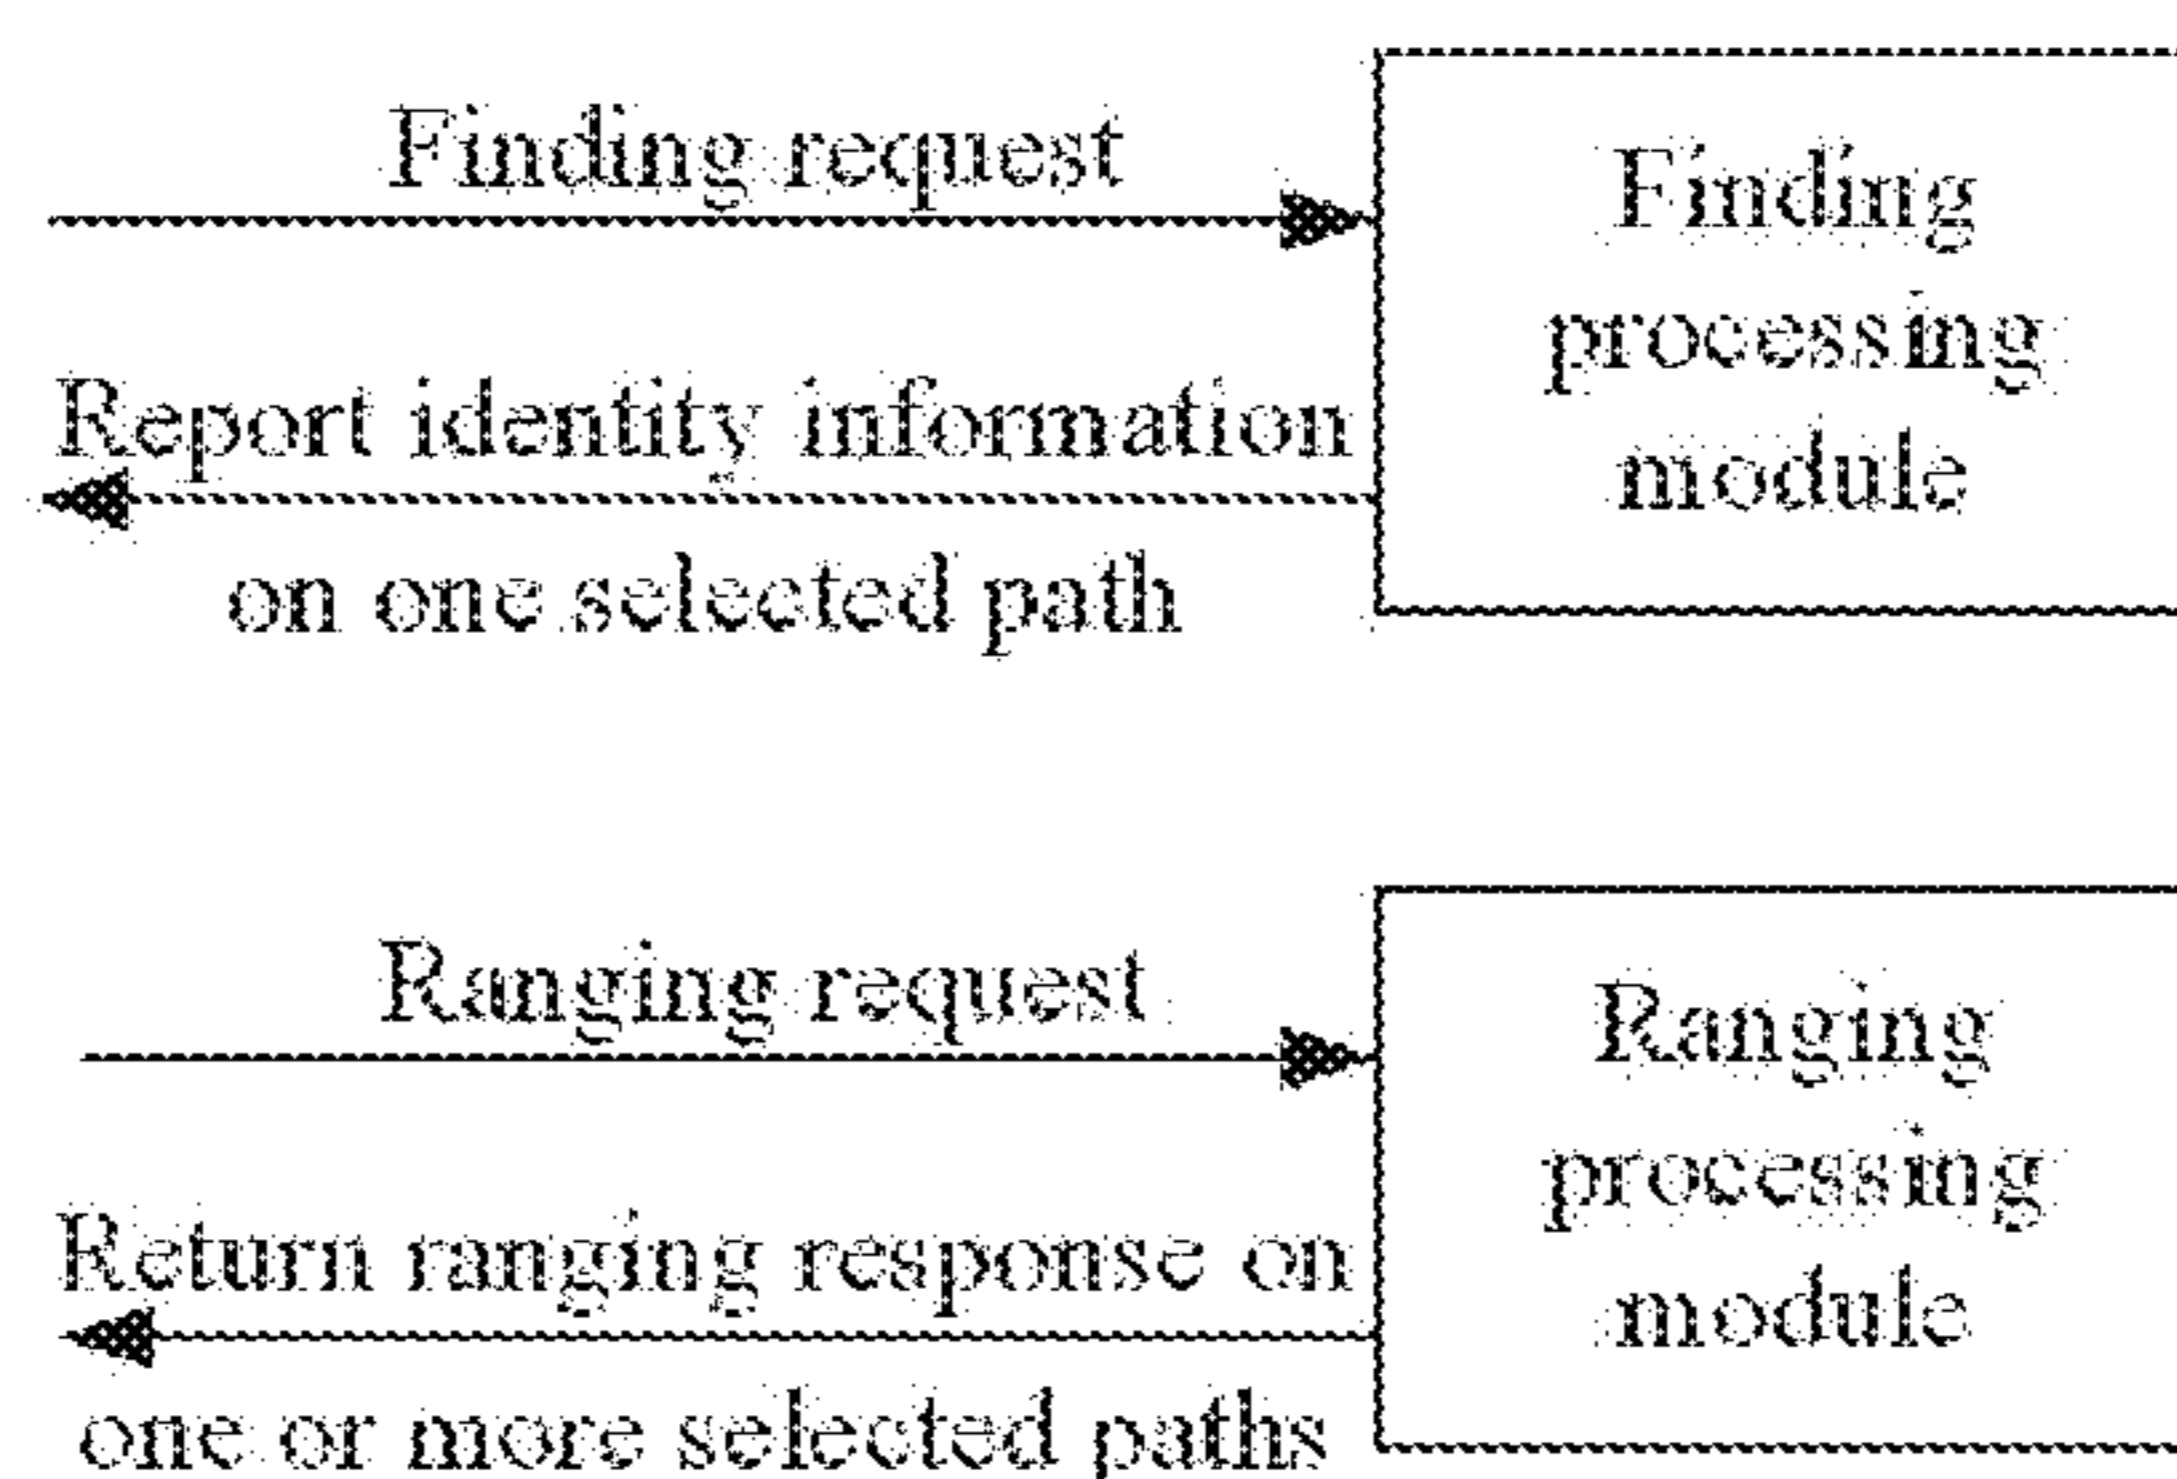 Finding request
Report identity information
on one selected path
Finding
processing
module
Ranging request
Return ranging response on
one or more selected paths
Ranging
processing
module